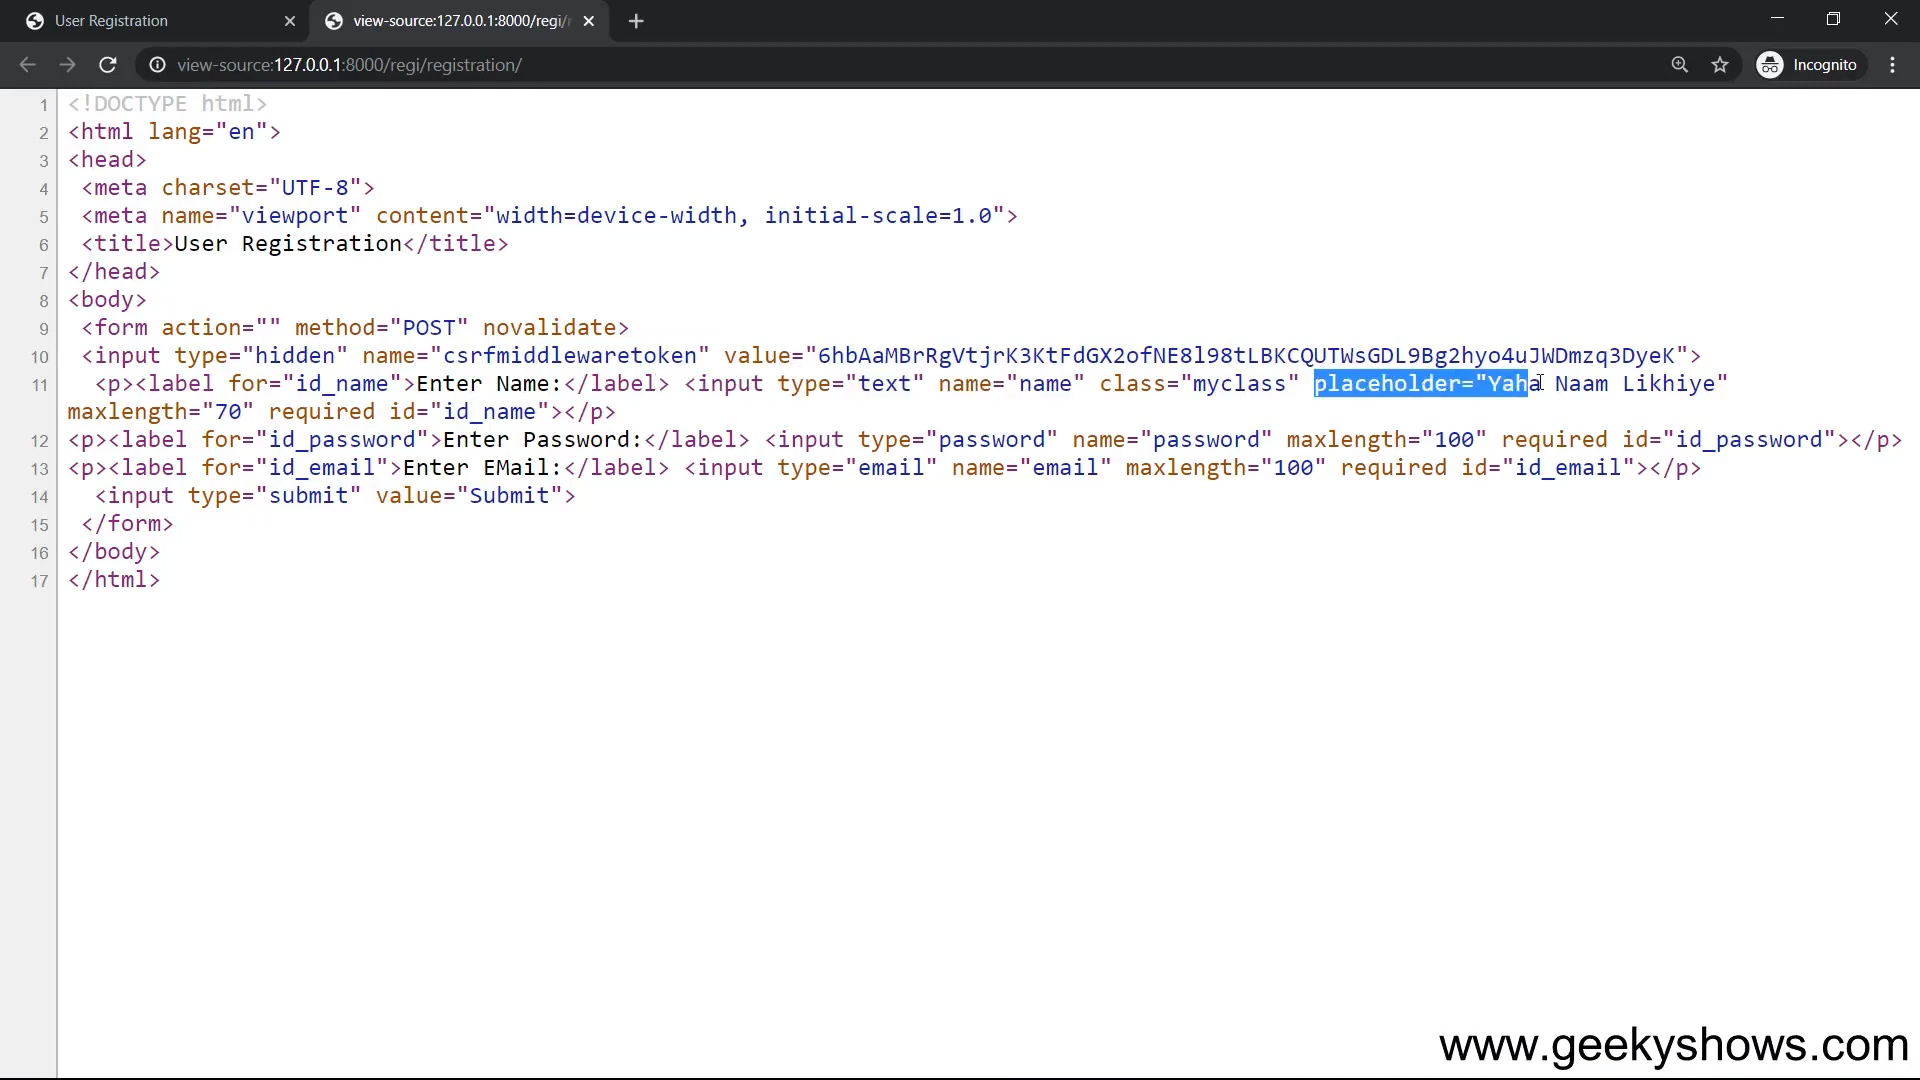 User Registration
view-source:127.0.0.1:8000/regi/r
view-source:127.0.0.1:8000/regi/registration/
Incognito
1 <!DOCTYPE html>
2 <html lang="en">
3 <head>
4 <meta charset="UTF-8">
5 <meta name="viewport" content="width=device-width, initial-scale=1.0">
6 <title>User Registration</title>
7 </head>
8 <body>
9 <form action="" method="POST" novalidate>
10 <input type="hidden" name="csrfmiddlewaretoken" value="6hbAaMBrRgVtjrK3KtFdGX2ofNE8l98tLBKCQUTWsGDL9Bg2hyo4uJWDmzq3DyeK">
11 <p><label for="id_name">Enter Name:</label> <input type="text" name="name" class="myclass" placeholder="Yaha Naam Likhiye"
maxlength="70" required id="id_name"></p>
12 <p><label for="id_password">Enter Password:</label> <input type="password" name="password" maxlength="100" required id="id_password"></p>
13 <p><label for="id_email">Enter EMail:</label> <input type="email" name="email" maxlength="100" required id="id_email"></p>
14 <input type="submit" value="Submit">
15 </form>
16 </body>
17 </html>
www.geekyshows.com